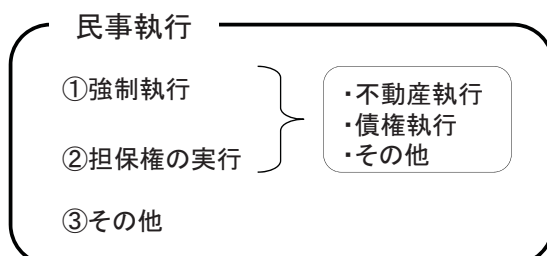 民事執行
①強制執行
②担保権の実行
③その他
・不動産執行
・債権執行
・その他